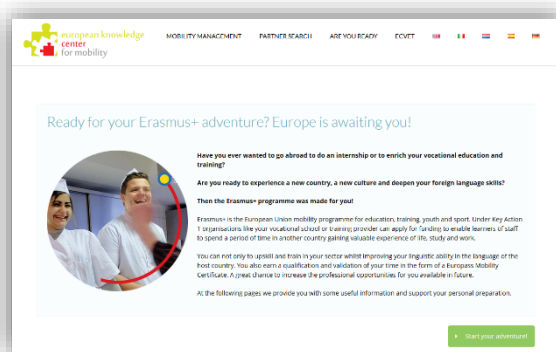 european knowledge
center
for mobility
MOBILITY MANAGEMENT PARTNER SEARCH ARE YOU READY ECVET
Ready for your Erasmus+ adventure? Europe is awaiting you!
Have you ever wanted to go abroad to do an internship or to enrich your vocational education and
training?
Are you ready to experience a new country, a new culture and deepen your foreign language skills?
Then the Erasmus+ programme was made for you!
Erasmus+ is the European Union mobility programme for education, training, youth and sport. Under Key Action
1 organisations like your vocational school or training provider can apply for funding to enable learners of staff
to spend a period of time in another country gaining valuable experience of life, study and work.
You can not only to upskill and train in your sector whilst improving your linguistic ability in the language of the
host country. You also earn a qualification and validation of your time in the form of a Europass Mobility
Certificate. A great chance to increase the professional opportunities for you available in future.
At the following pages we provide you with some useful information and support your personal preparation.
Start your adventure!